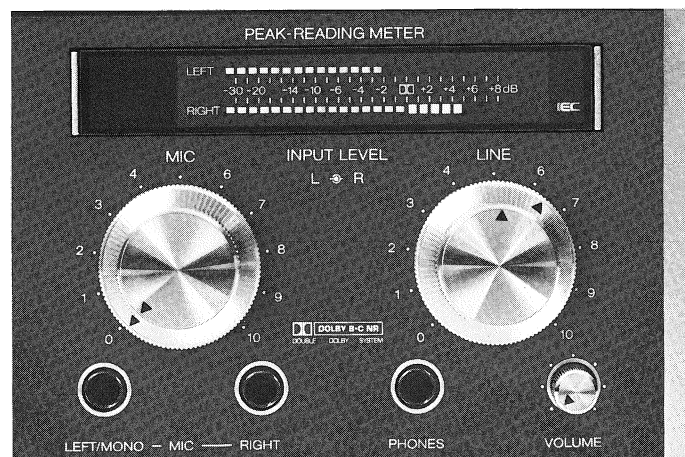 PEAK-READING METER
LEFT
-30 -20 -14 -10 -6 -4 -2 +2 +4 +6 +8 dB
RIGHT
IEC
MIC
INPUT LEVEL
LINE
L R
4 6
3 7
2 8
1 9
0 10
4 6
3 7
2 8
1 9
0 10
DOLBY B-C NR
DOUBLE DOLBY SYSTEM
LEFT/MONO — MIC — RIGHT
PHONES
VOLUME